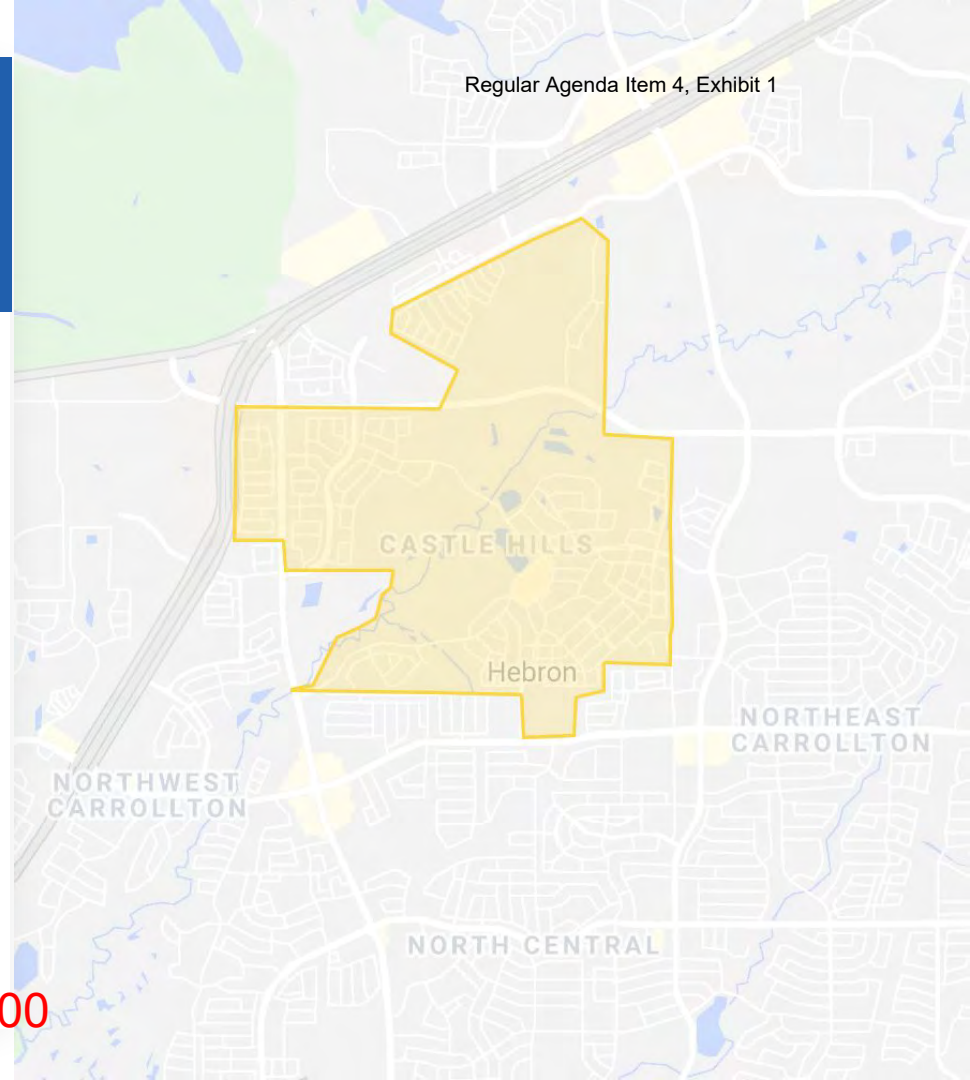 Regular Agenda Item 4, Exhibit 1
CASTLE HILLS
Hebron
NORTHEAST
CARROLLTON
NORTHWEST
CARROLLTON
NORTH CENTRAL
00